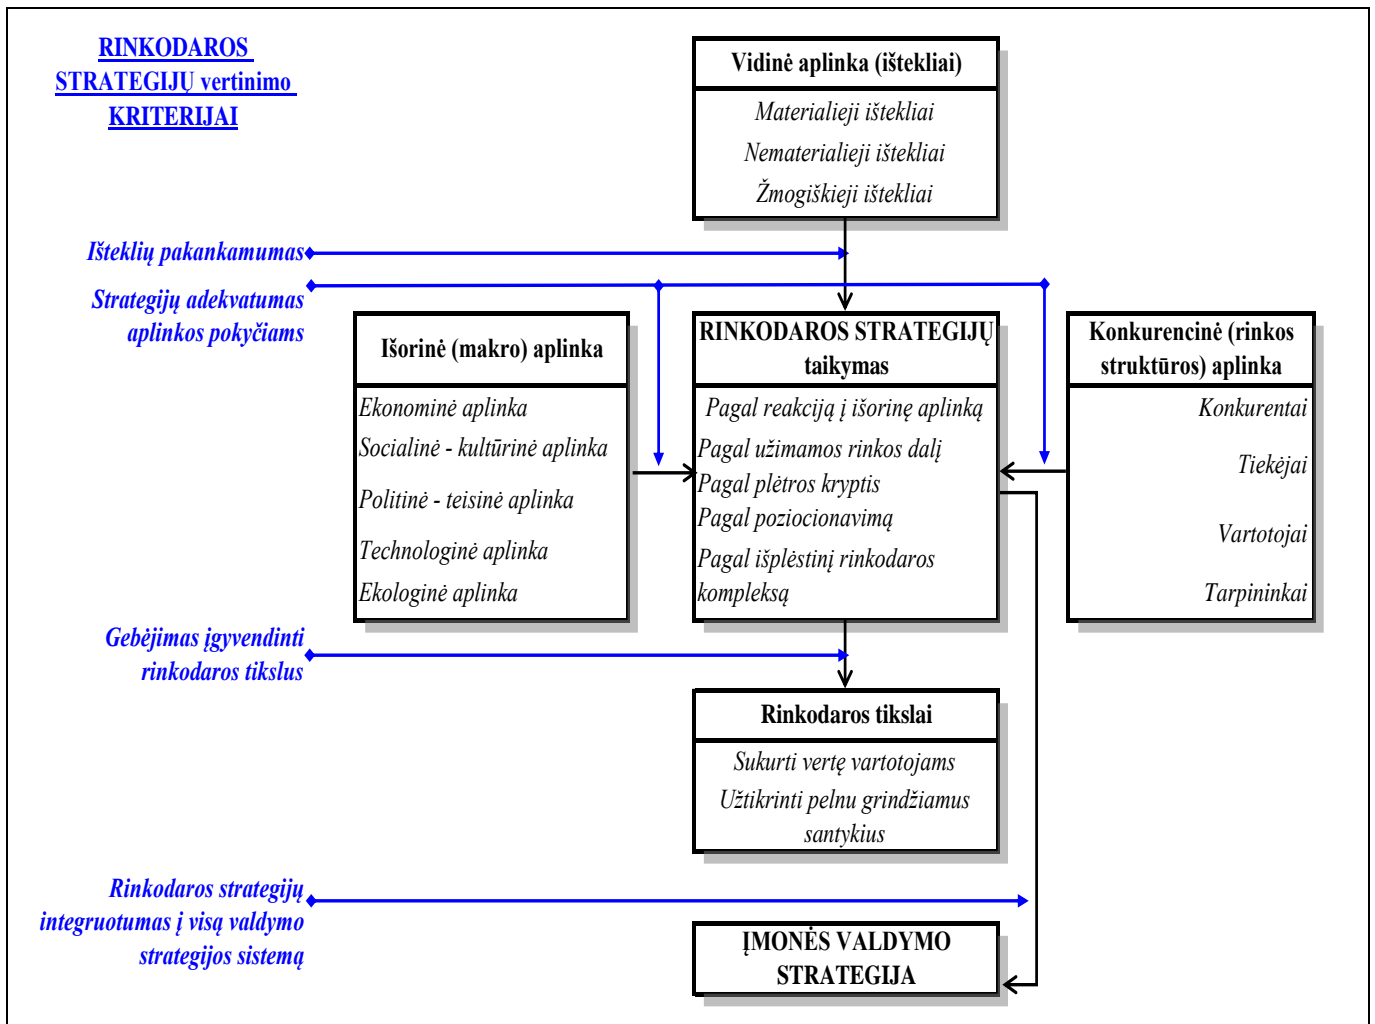 RINKODAROS
STRATEGIJŲ vertinimo
KRITERIJAI
Vidinė aplinka (ištekliai)
Materialieji ištekliai
Nematerialieji ištekliai
Žmogiškieji ištekliai
Išteklių pakankamumas
Strategijų adekvatumas
aplinkos pokyčiams
Išorinė (makro) aplinka
Ekonominė aplinka
Socialinė - kultūrinė aplinka
Politinė - teisinė aplinka
Technologinė aplinka
Ekologinė aplinka
RINKODAROS STRATEGIJŲ
taikymas
Pagal reakciją į išorinę aplinką
Pagal užimamos rinkos dalį
Pagal plėtros kryptis
Pagal poziocionavimą
Pagal išplėstinį rinkodaros
kompleksą
Konkurencinė (rinkos
struktūros) aplinka
Konkurentai
Tiekėjai
Vartotojai
Tarpininkai
Gebėjimas įgyvendinti
rinkodaros tikslus
Rinkodaros tikslai
Sukurti vertę vartotojams
Užtikrinti pelnu grindžiamus
santykius
Rinkodaros strategijų
integruotumas į visą valdymo
strategijos sistemą
ĮMONĖS VALDYMO
STRATEGIJA